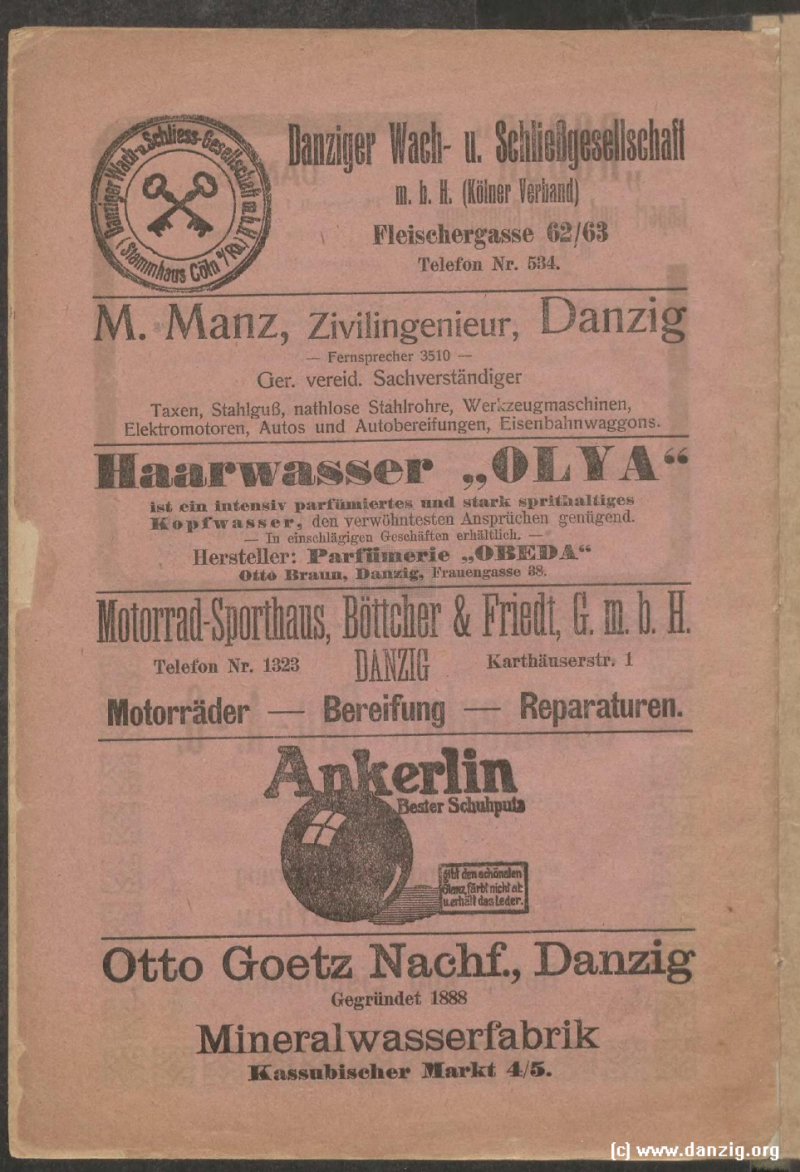 Danziger Wach- u. Schliess-Gesellschaft m.b.H.
(Stammhaus Cöln a/Rh.)
Danziger Wach- u. Schließgesellschaft
m. b. H. (Kölner Verband)
Fleischergasse 62/63
Telefon Nr. 534.
M. Manz, Zivilingenieur, Danzig
— Fernsprecher 3510 —
Ger. vereid. Sachverständiger
Taxen, Stahlguß, nathlose Stahlrohre, Werkzeugmaschinen,
Elektromotoren, Autos und Autobereifungen, Eisenbahnwaggons.
Haarwasser „OLYA“
ist ein intensiv parfümiertes und stark sprithaltiges
Kopfwasser, den verwöhntesten Ansprüchen genügend.
— In einschlägigen Geschäften erhältlich. —
Hersteller: Parfümerie „OBEDA“
Otto Braun, Danzig, Frauengasse 38.
Motorrad-Sporthaus, Böttcher & Friedt, G. m. b. H.
Telefon Nr. 1323 DANZIG Karthäuserstr. 1
Motorräder — Bereifung — Reparaturen.
Ankerlin
Bester Schuhputz
gibt den schönsten
Glanz, färbt nicht ab
u. erhält das Leder.
Otto Goetz Nachf., Danzig
Gegründet 1888
Mineralwasserfabrik
Kassubischer Markt 4/5.
(c) www.danzig.org